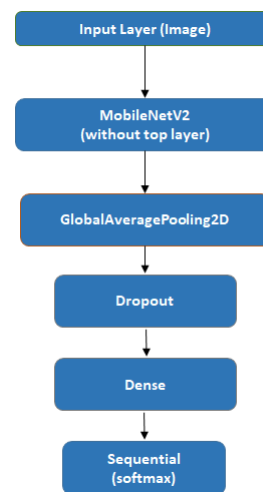 Input Layer (Image)
MobileNetV2
(without top layer)
GlobalAveragePooling2D
Dropout
Dense
Sequential
(softmax)